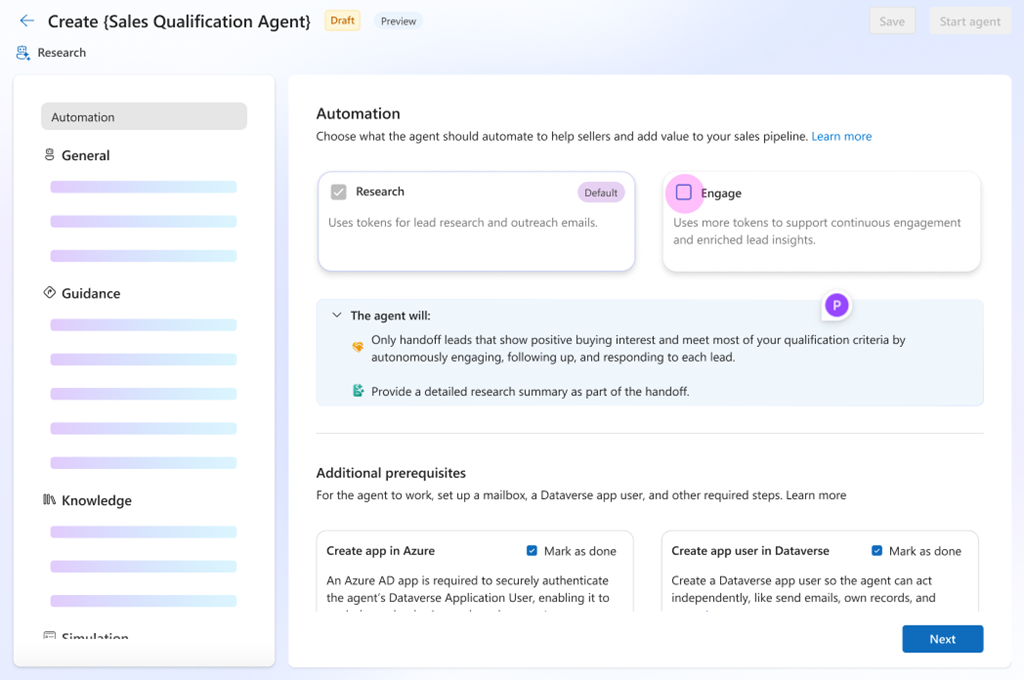 Create {Sales Qualification Agent}
Draft
Preview
Save
Start agent
Research
Automation
General
Guidance
Knowledge
Simulation
Automation
Choose what the agent should automate to help sellers and add value to your sales pipeline. Learn more
Research
Default
Uses tokens for lead research and outreach emails.
Engage
Uses more tokens to support continuous engagement
and enriched lead insights.
P
The agent will:
Only handoff leads that show positive buying interest and meet most of your qualification criteria by
autonomously engaging, following up, and responding to each lead.
Provide a detailed research summary as part of the handoff.
Additional prerequisites
For the agent to work, set up a mailbox, a Dataverse app user, and other required steps. Learn more
Create app in Azure
Mark as done
An Azure AD app is required to securely authenticate
the agent's Dataverse Application User, enabling it to
Create app user in Dataverse
Mark as done
Create a Dataverse app user so the agent can act
independently, like send emails, own records, and
Next